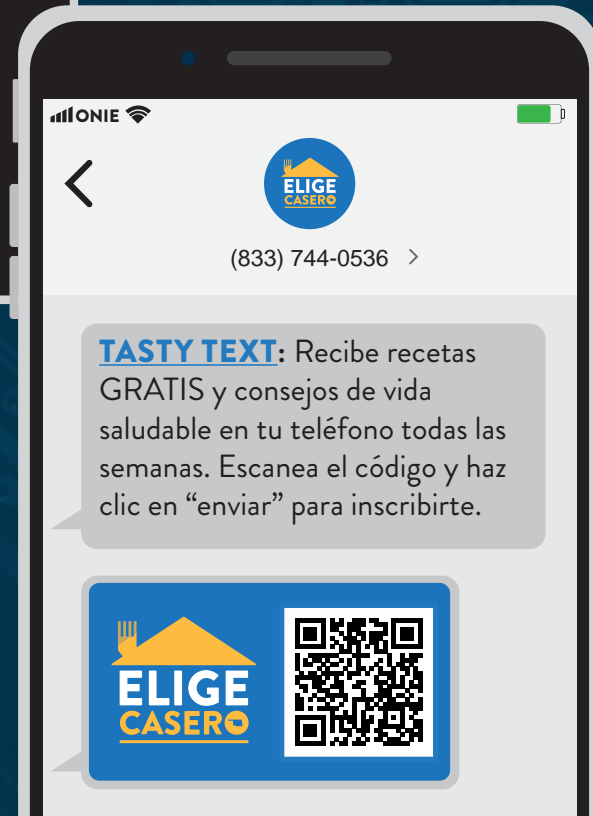 ONIE
ELIGE
CASERO
(833) 744-0536 >
TASTY TEXT: Recibe recetas
GRATIS y consejos de vida
saludable en tu teléfono todas las
semanas. Escanea el código y haz
clic en “enviar” para inscribirte.
ELIGE
CASERO